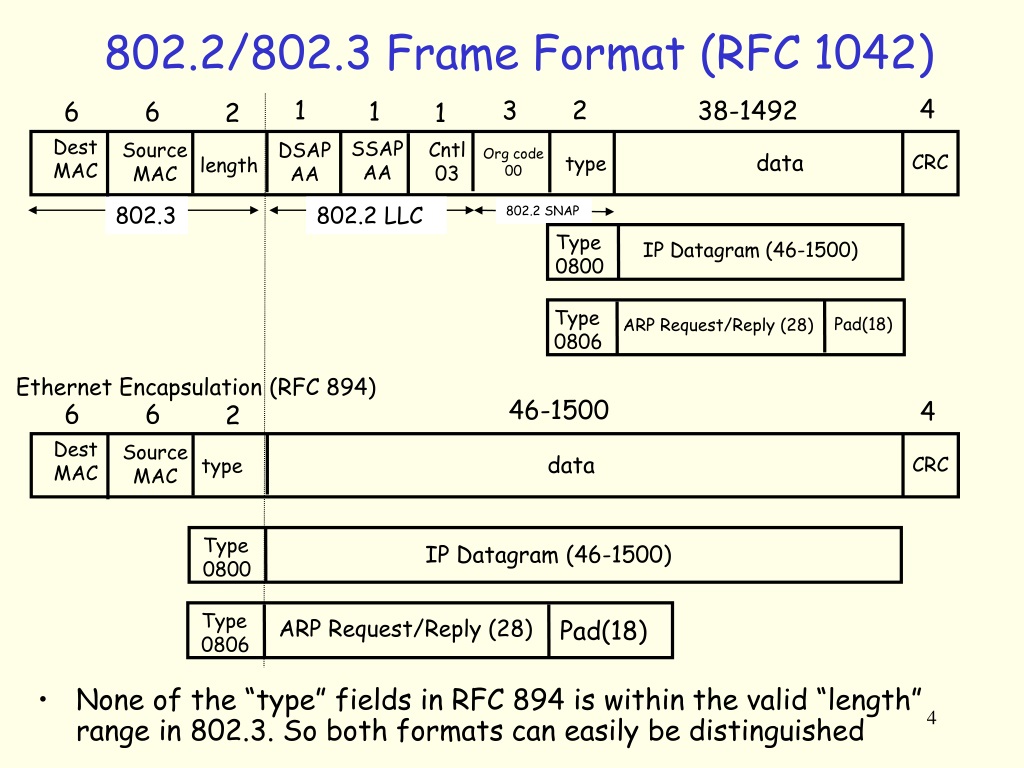 802.2/802.3 Frame Format (RFC 1042)
6 6 2 1 1 1 3 2 38-1492 4
Dest MAC
Source MAC
length
DSAP AA
SSAP AA
Cntl 03
Org code 00
type
data
CRC
802.3
802.2 LLC
802.2 SNAP
Type 0800
IP Datagram (46-1500)
Type 0806
ARP Request/Reply (28)
Pad(18)
Ethernet Encapsulation (RFC 894)
6 6 2 46-1500 4
Dest MAC
Source MAC
type
data
CRC
Type 0800
IP Datagram (46-1500)
Type 0806
ARP Request/Reply (28)
Pad(18)
• None of the “type” fields in RFC 894 is within the valid “length”
range in 802.3. So both formats can easily be distinguished
4